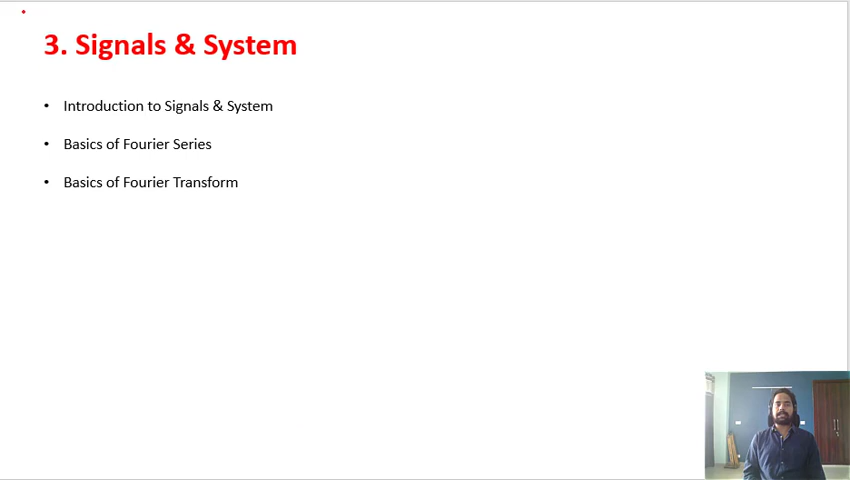 3. Signals & System
• Introduction to Signals & System
• Basics of Fourier Series
• Basics of Fourier Transform